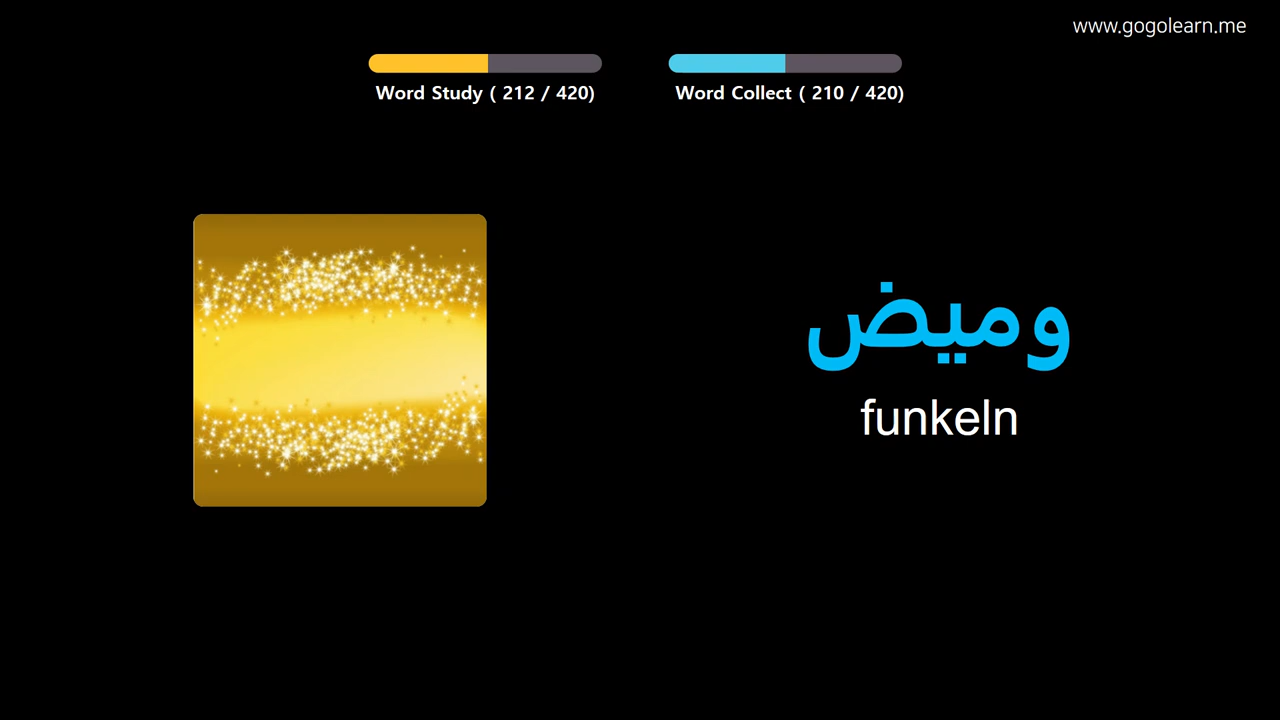 www.gogolearn.me
Word Study ( 212 / 420)
Word Collect ( 210 / 420)
وميض
funkeln